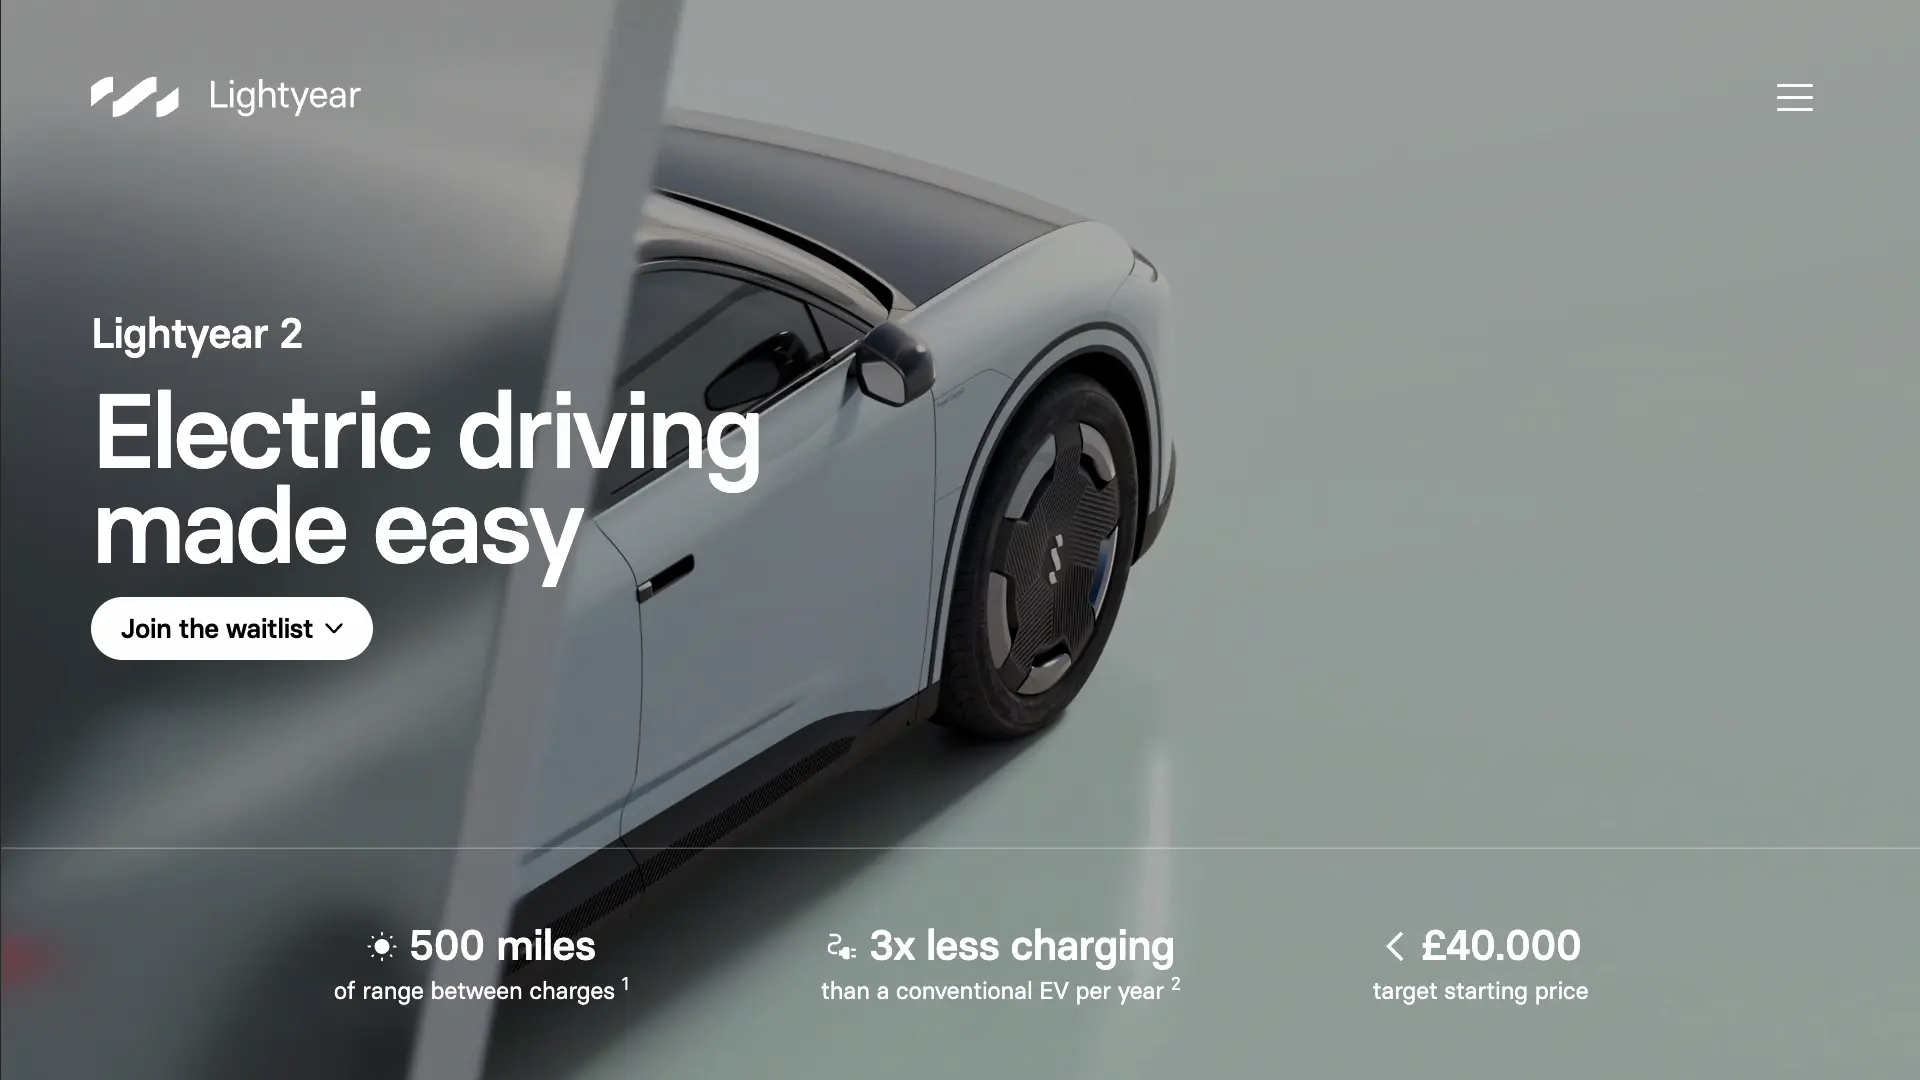 Lightyear
Lightyear 2
Electric driving
made easy
Join the waitlist
500 miles
of range between charges 1
3x less charging
than a conventional EV per year 2
< £40.000
target starting price